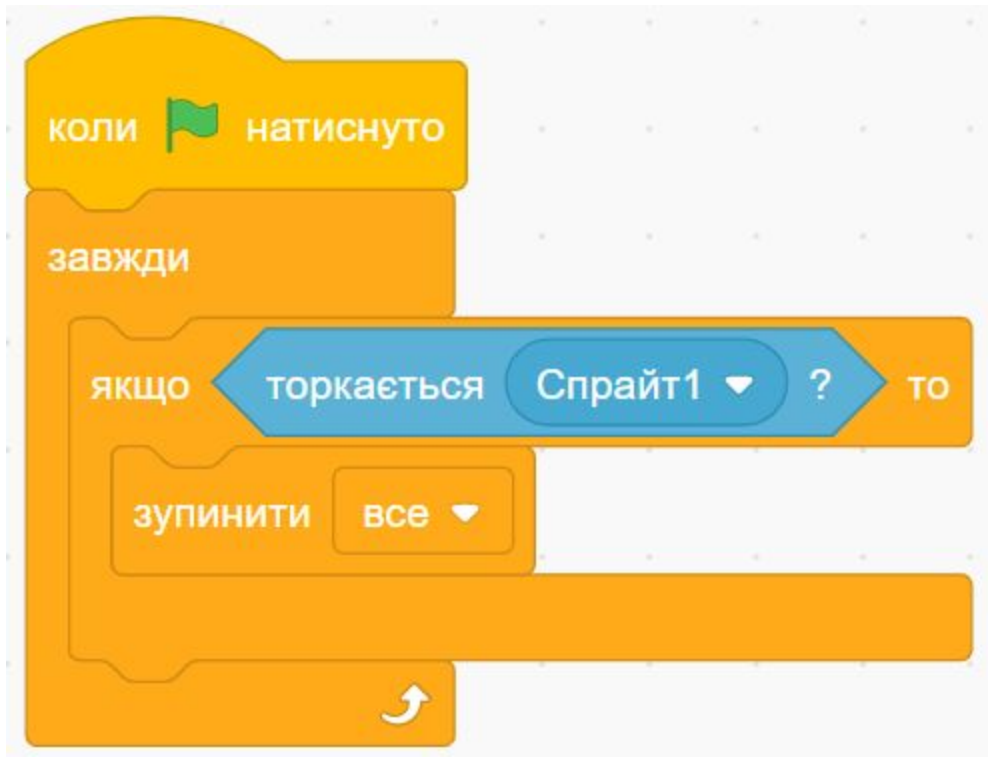 коли натиснуто
завжди
якщо торкається Спрайт1 ? то
зупинити все